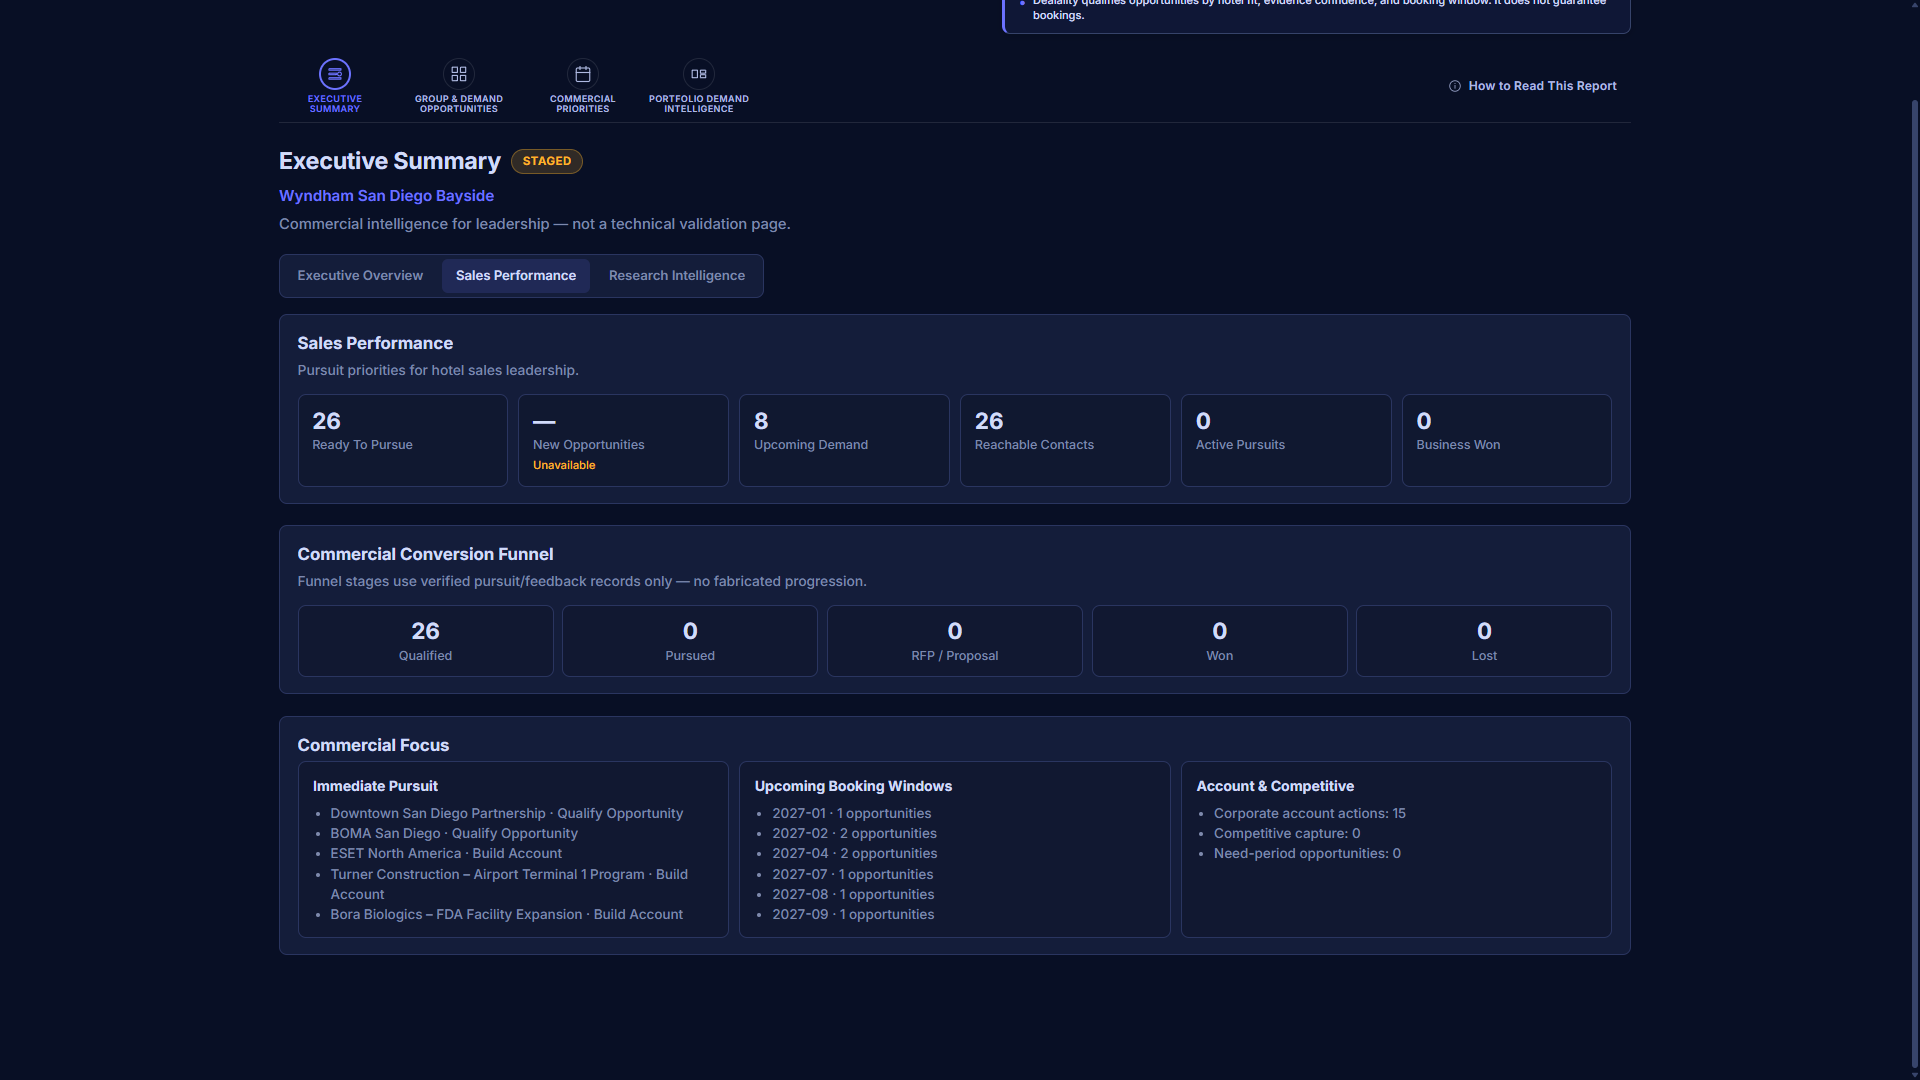 Dealality qualifies opportunities by hotel fit, evidence confidence, and booking window. It does not guarantee
bookings.
EXECUTIVE
SUMMARY
GROUP & DEMAND
OPPORTUNITIES
COMMERCIAL
PRIORITIES
PORTFOLIO DEMAND
INTELLIGENCE
How to Read This Report
Executive Summary
STAGED
Wyndham San Diego Bayside
Commercial intelligence for leadership — not a technical validation page.
Executive Overview
Sales Performance
Research Intelligence
Sales Performance
Pursuit priorities for hotel sales leadership.
26
Ready To Pursue
—
New Opportunities
Unavailable
8
Upcoming Demand
26
Reachable Contacts
0
Active Pursuits
0
Business Won
Commercial Conversion Funnel
Funnel stages use verified pursuit/feedback records only — no fabricated progression.
26
Qualified
0
Pursued
0
RFP / Proposal
0
Won
0
Lost
Commercial Focus
Immediate Pursuit
• Downtown San Diego Partnership · Qualify Opportunity
• BOMA San Diego · Qualify Opportunity
• ESET North America · Build Account
• Turner Construction – Airport Terminal 1 Program · Build
Account
• Bora Biologics – FDA Facility Expansion · Build Account
Upcoming Booking Windows
• 2027-01 · 1 opportunities
• 2027-02 · 2 opportunities
• 2027-04 · 2 opportunities
• 2027-07 · 1 opportunities
• 2027-08 · 1 opportunities
• 2027-09 · 1 opportunities
Account & Competitive
• Corporate account actions: 15
• Competitive capture: 0
• Need-period opportunities: 0